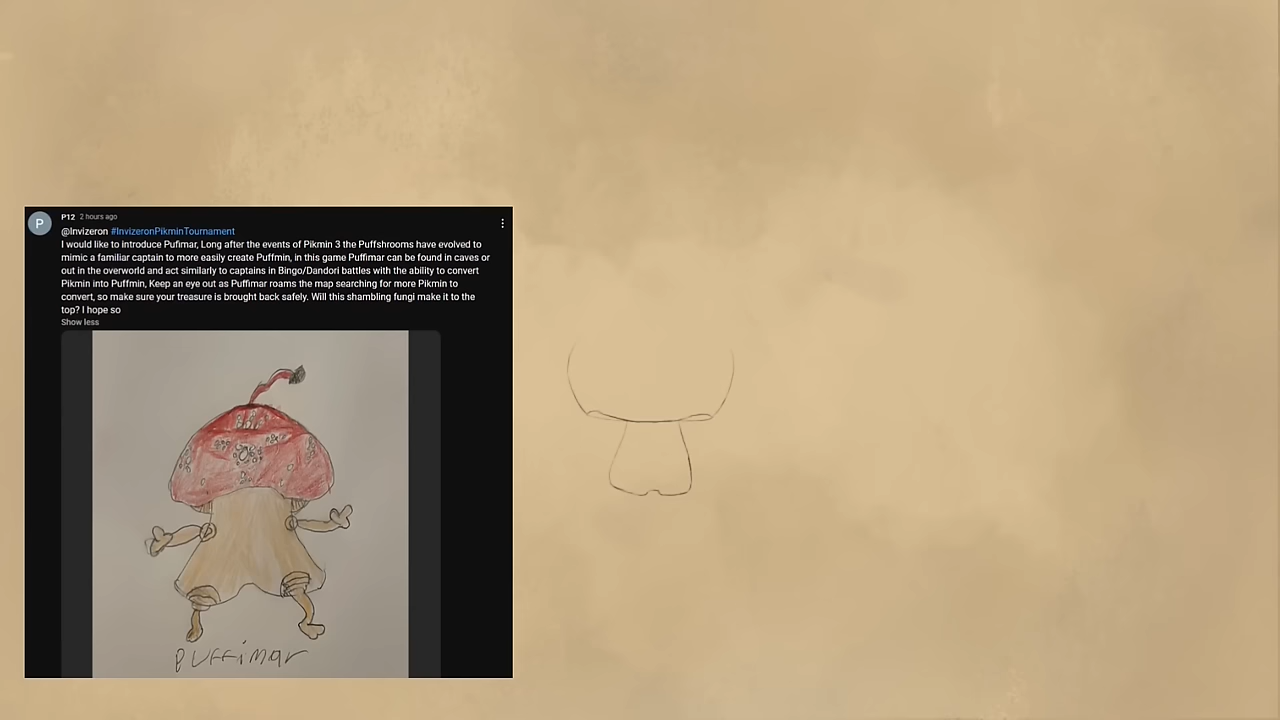 P
P12 2 hours ago
@Invizeron #InvizeronPikminTournament
I would like to introduce Pufimar, Long after the events of Pikmin 3 the Puffshrooms have evolved to
mimic a familiar captain to more easily create Puffmin, in this game Puffimar can be found in caves or
out in the overworld and act similarly to captains in Bingo/Dandori battles with the ability to convert
Pikmin into Puffmin, Keep an eye out as Puffimar roams the map searching for more Pikmin to
convert, so make sure your treasure is brought back safely. Will this shambling fungi make it to the
top? I hope so
Show less
PUFFimar